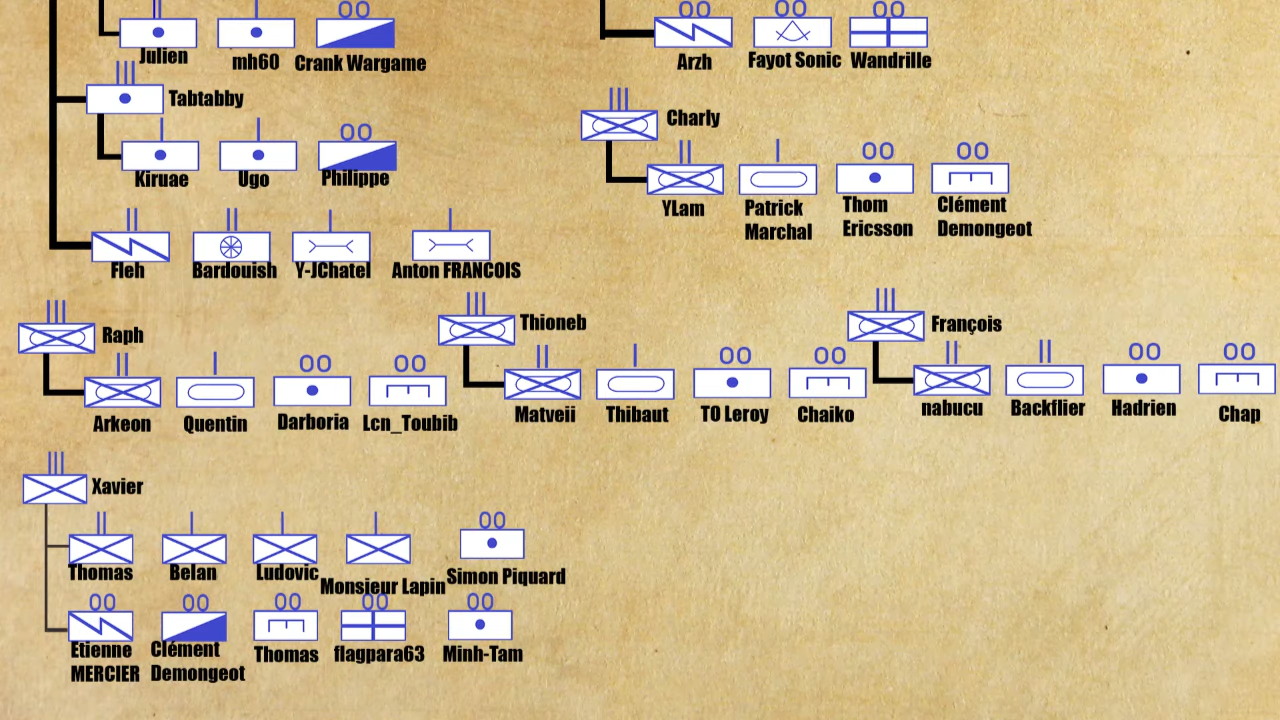 Julien
mh60
Crank Wargame
Arzh
Fayot Sonic
Wandrille
Tabtabby
Charly
Kiruae
Ugo
Philippe
YLam
Patrick
Marchal
Thom
Ericsson
Clément
Demongeot
Fleh
Bardouish
Y-JChatel
Anton FRANCOIS
Raph
Thioneb
François
Arkeon
Quentin
Darboria
Lcn_Toubib
Matveii
Thibaut
TO Leroy
Chaiko
nabucu
Backflier
Hadrien
Chap
Xavier
Thomas
Belan
Ludovic
Monsieur Lapin
Simon Piquard
Etienne
MERCIER
Clément
Demongeot
Thomas
flagpara63
Minh-Tam